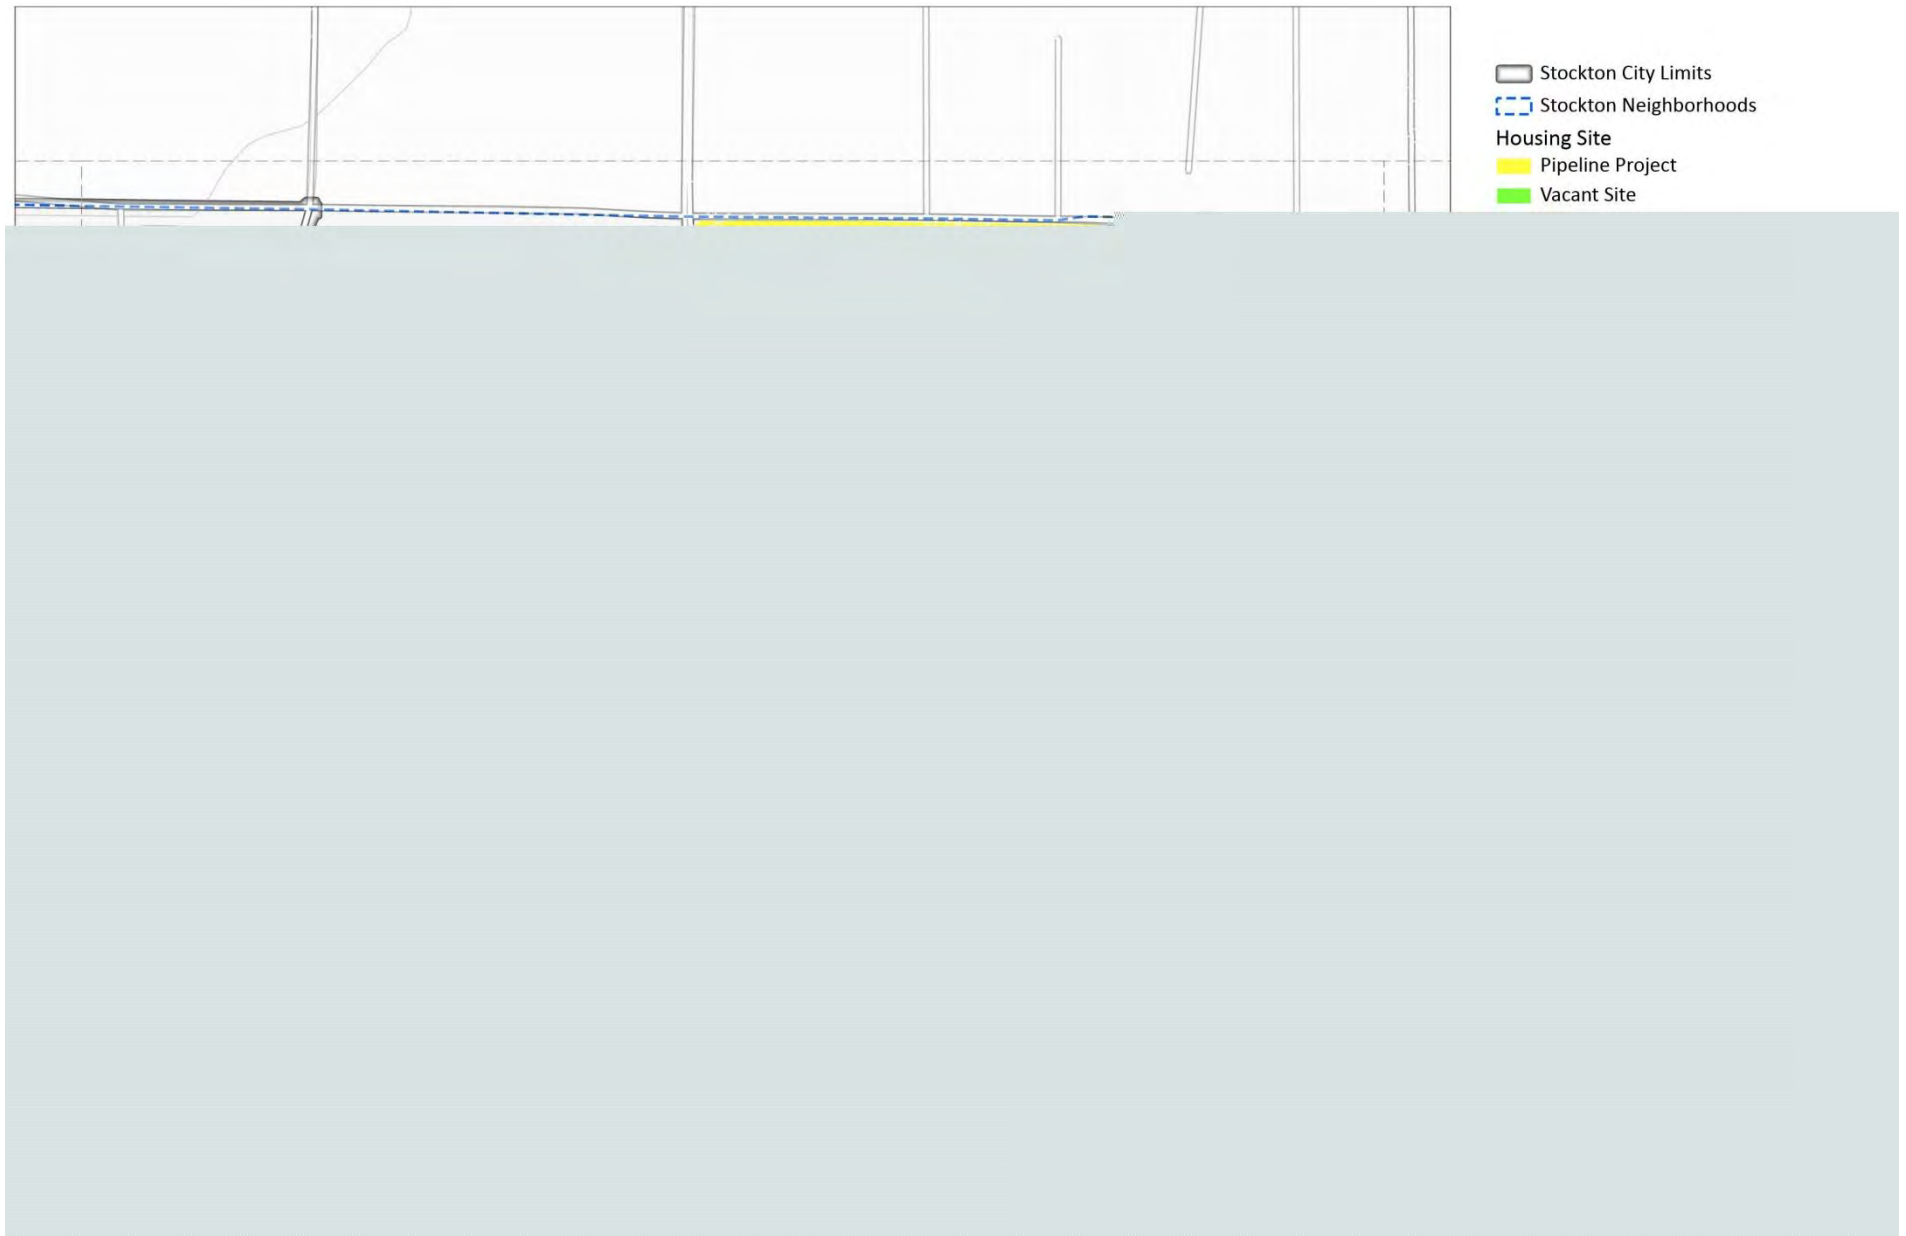 Stockton City Limits
Stockton Neighborhoods
Housing Site
Pipeline Project
Vacant Site